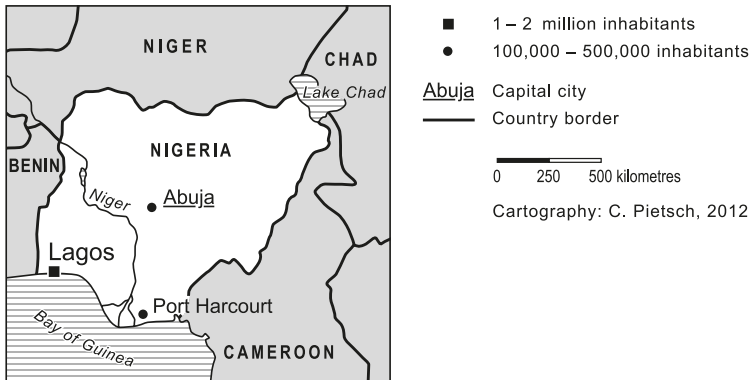 NIGER
CHAD
Lake Chad
NIGERIA
BENIN
Niger
Abuja
Lagos
Port Harcourt
Bay of Guinea
CAMEROON
1 – 2 million inhabitants
100,000 – 500,000 inhabitants
Abuja Capital city
Country border
0 250 500 kilometres
Cartography: C. Pietsch, 2012